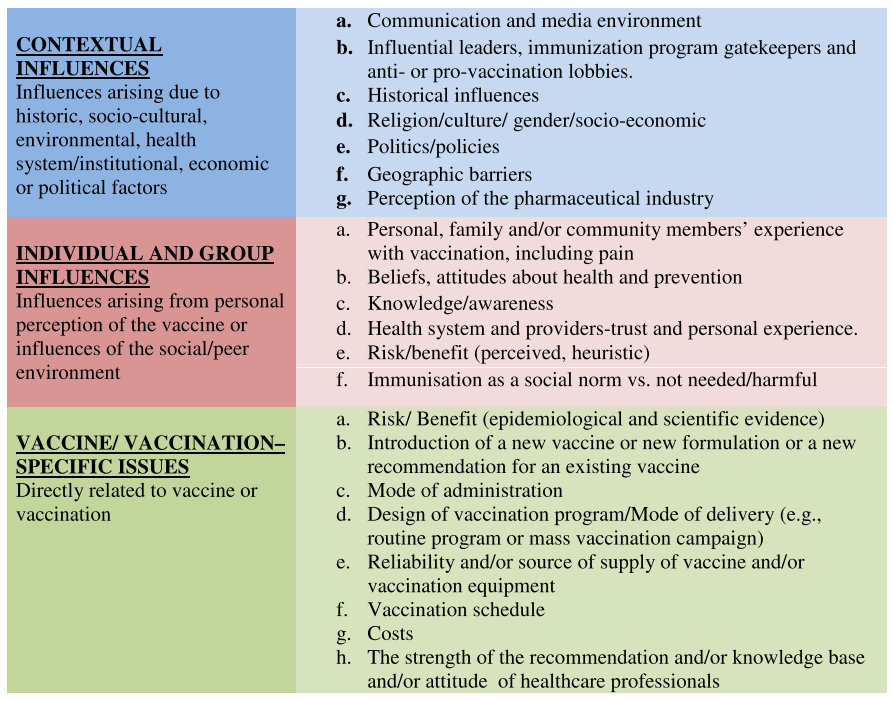 CONTEXTUAL
INFLUENCES
Influences arising due to
historic, socio-cultural,
environmental, health
system/institutional, economic
or political factors
a. Communication and media environment
b. Influential leaders, immunization program gatekeepers and
anti- or pro-vaccination lobbies.
c. Historical influences
d. Religion/culture/ gender/socio-economic
e. Politics/policies
f. Geographic barriers
g. Perception of the pharmaceutical industry
INDIVIDUAL AND GROUP
INFLUENCES
Influences arising from personal
perception of the vaccine or
influences of the social/peer
environment
a. Personal, family and/or community members’ experience
with vaccination, including pain
b. Beliefs, attitudes about health and prevention
c. Knowledge/awareness
d. Health system and providers-trust and personal experience.
e. Risk/benefit (perceived, heuristic)
f. Immunisation as a social norm vs. not needed/harmful
VACCINE/ VACCINATION–
SPECIFIC ISSUES
Directly related to vaccine or
vaccination
a. Risk/ Benefit (epidemiological and scientific evidence)
b. Introduction of a new vaccine or new formulation or a new
recommendation for an existing vaccine
c. Mode of administration
d. Design of vaccination program/Mode of delivery (e.g.,
routine program or mass vaccination campaign)
e. Reliability and/or source of supply of vaccine and/or
vaccination equipment
f. Vaccination schedule
g. Costs
h. The strength of the recommendation and/or knowledge base
and/or attitude of healthcare professionals